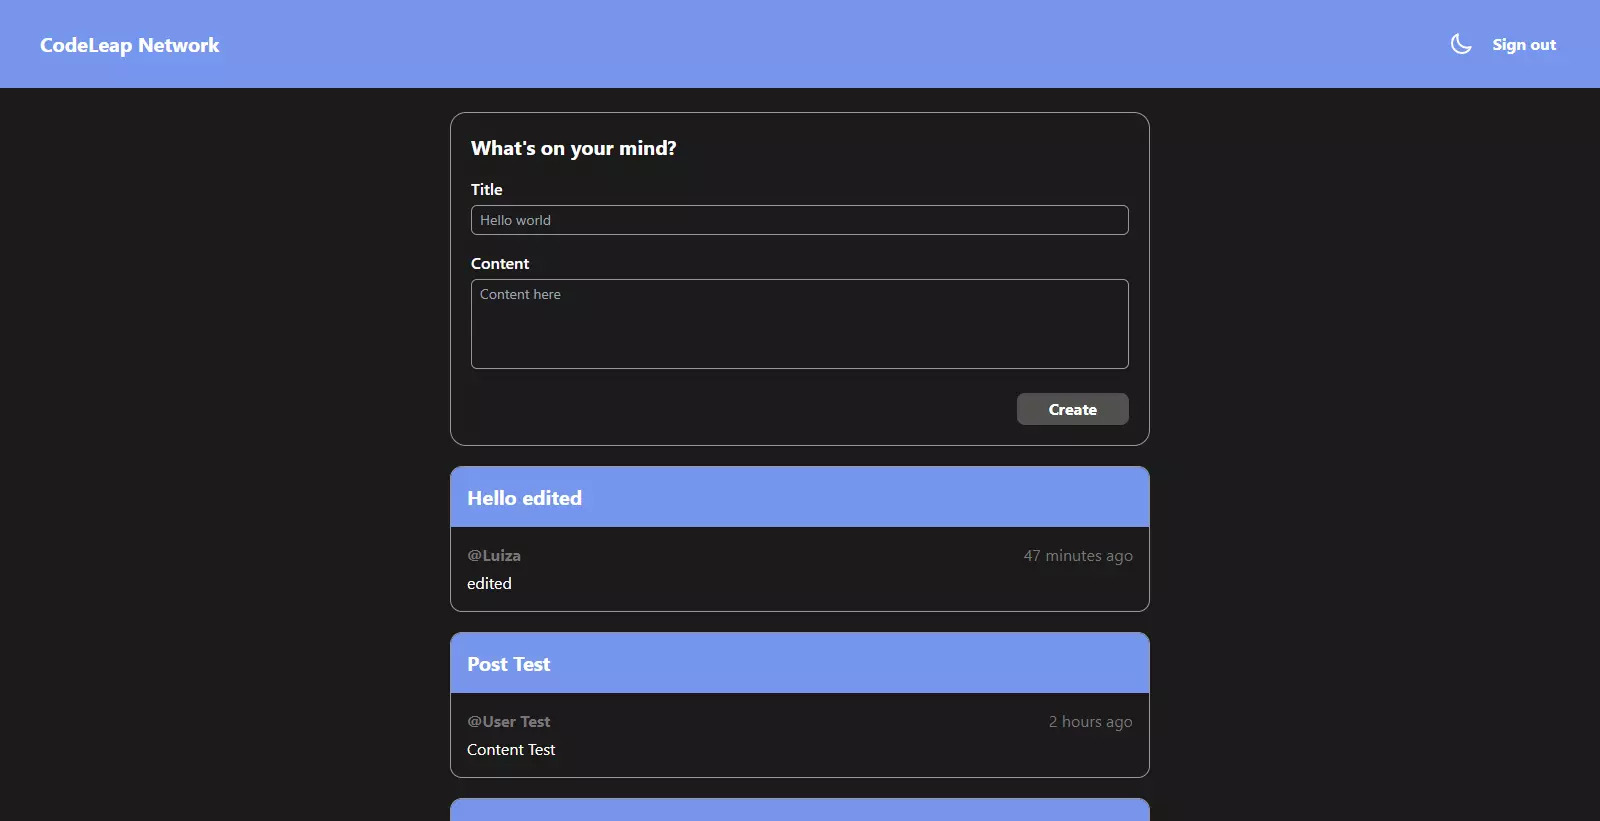 CodeLeap Network
Sign out
What's on your mind?
Title
Hello world
Content
Content here
Create
Hello edited
@Luiza
47 minutes ago
edited
Post Test
@User Test
2 hours ago
Content Test